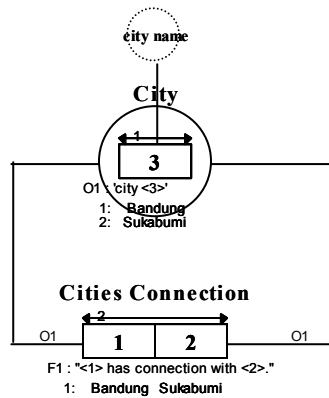 city name
City
1
3
O1 : 'city <3>'
1: Bandung
2: Sukabumi
Cities Connection
2
O1 1 2 O1
F1 : "<1> has connection with <2>."
1: Bandung Sukabumi